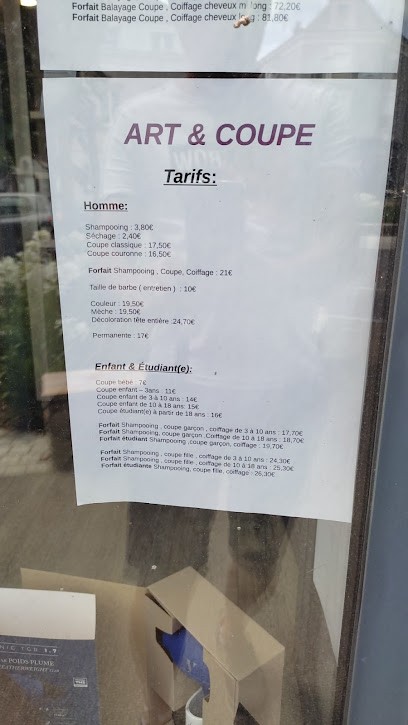 Forfait Balayage Coupe , Coiffage cheveux mi long : 72,20€
Forfait Balayage Coupe , Coiffage cheveux long : 81,80€
ART & COUPE
Tarifs:
Homme:
Shampooing : 3,80€
Séchage : 2,40€
Coupe classique : 17,50€
Coupe couronne : 16,50€
Forfait Shampooing , Coupe, Coiffage : 21€
Taille de barbe ( entretien ) : 10€
Couleur : 19,50€
Mèche : 19,50€
Décoloration tête entière :24,70€
Permanente : 17€
Enfant & Étudiant(e):
Coupe bébé : 7€
Coupe enfant – 3ans : 11€
Coupe enfant de 3 à 10 ans : 14€
Coupe enfant de 10 à 18 ans: 15€
Coupe étudiant(e) à partir de 18 ans : 16€
Forfait Shampooing , coupe garçon , coiffage de 3 à 10 ans : 17,70€
Forfait Shampooing, coupe garçon ,Coiffage de 10 à 18 ans : 18,70€
Forfait étudiant Shampooing ,coupe garçon, coiffage : 19,70€
Forfait Shampooing , coupe fille , coiffage de 3 à 10 ans : 24,30€
Forfait Shampooing , coupe fille , coiffage de 10 à 18 ans : 25,30€
Forfait étudiante Shampooing, coupe fille, coiffage : 26,30€
POIDS PLUME